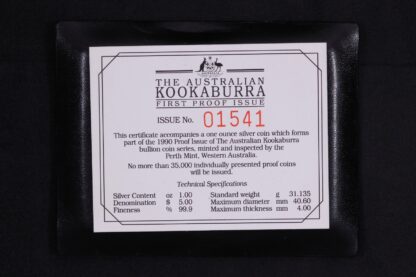 THE AUSTRALIAN
KOOKABURRA
FIRST PROOF ISSUE
ISSUE No. 01541
This certificate accompanies a one ounce silver coin which forms
part of the 1990 Proof Issue of The Australian Kookaburra
bullion coin series, minted and inspected by the
Perth Mint, Western Australia.
No more than 35,000 individually presented proof coins
will be issued.
Technical Specifications
Silver Content oz 1.00 Standard weight g 31.135
Denomination $ 5.00 Maximum diameter mm 40.60
Fineness % 99.9 Maximum thickness mm 4.00